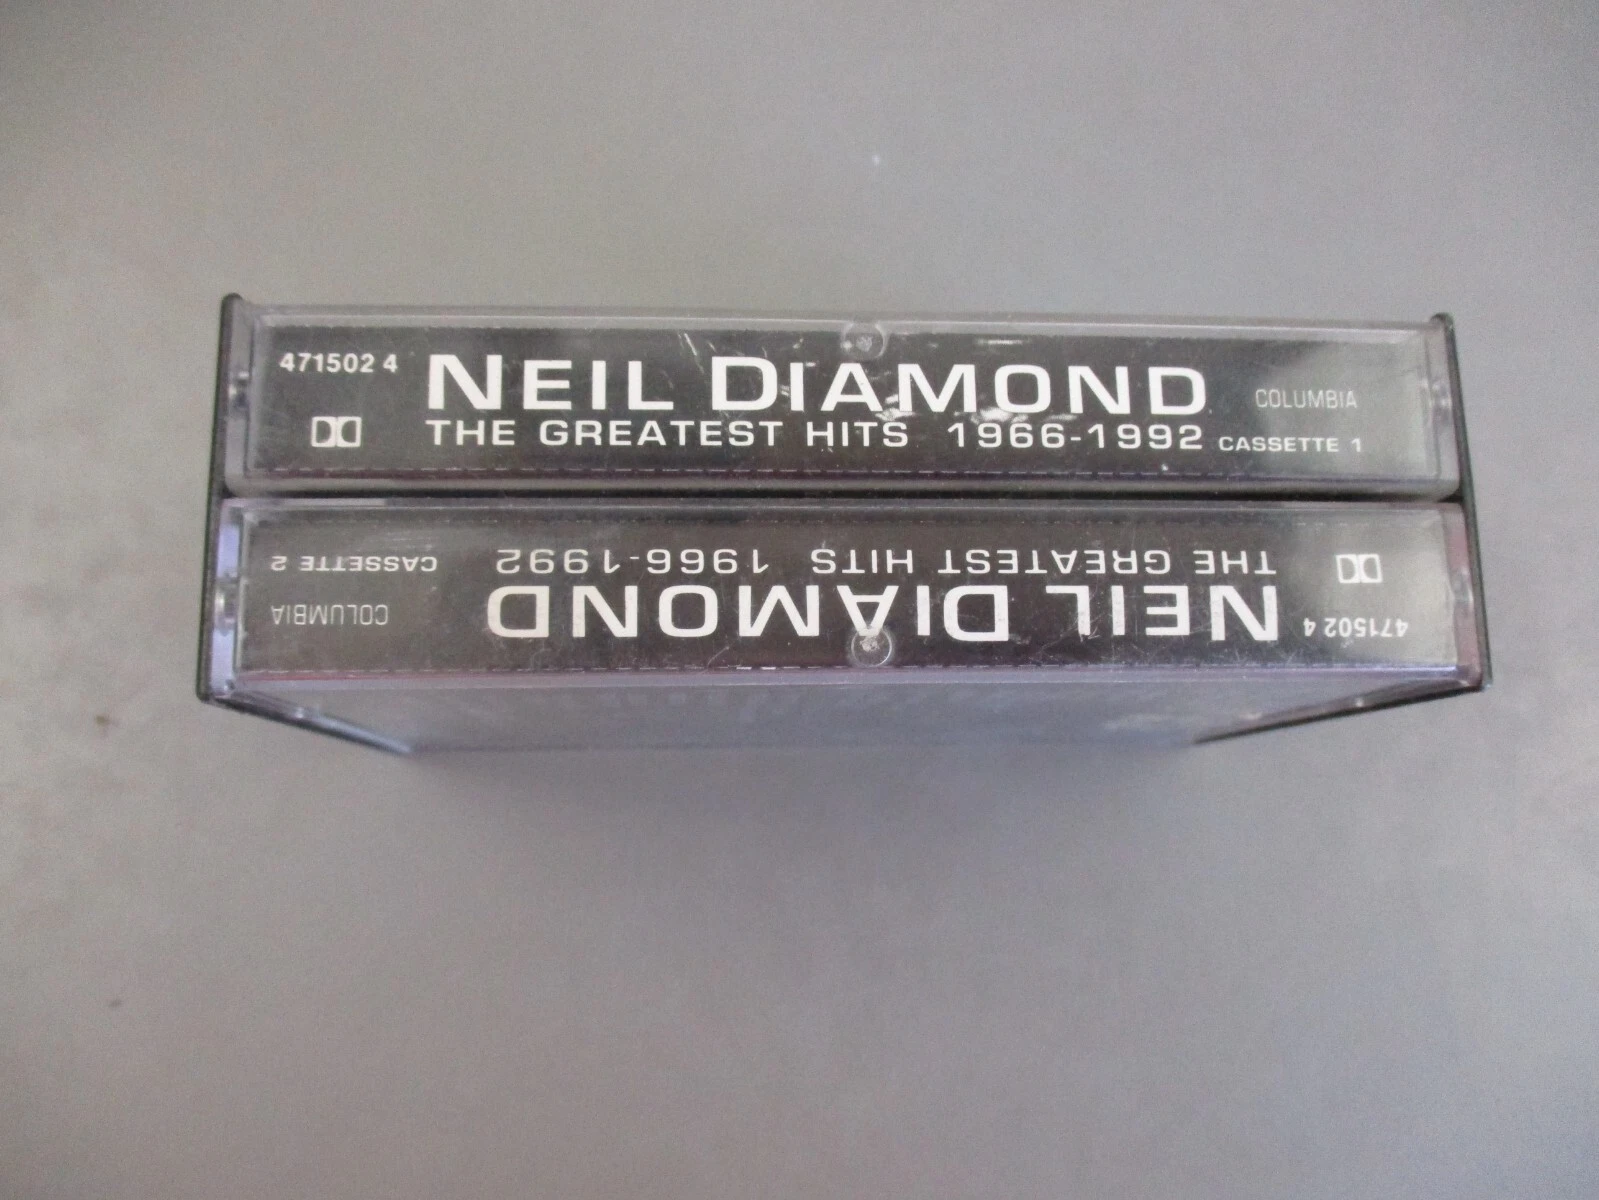 471502 4 NEIL DIAMOND COLUMBIA
THE GREATEST HITS 1966-1992 CASSETTE 1
471502 4 NEIL DIAMOND COLUMBIA
THE GREATEST HITS 1966-1992 CASSETTE 2